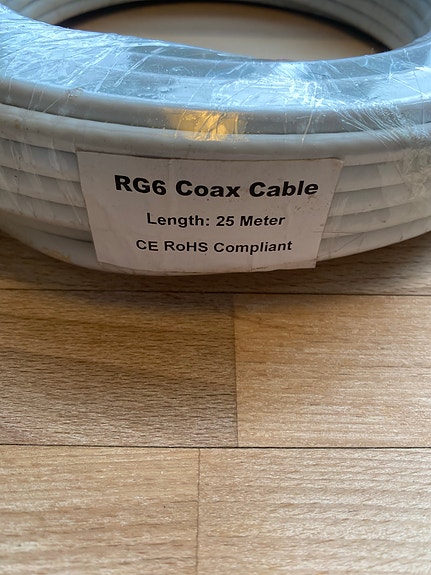 RG6 Coax Cable
Length: 25 Meter
CE RoHS Compliant